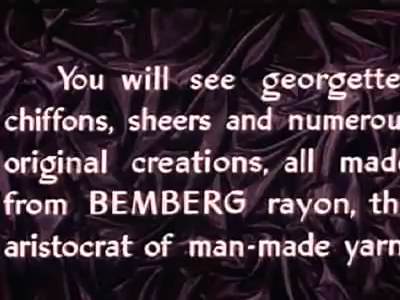 You will see georgette
chiffons, sheers and numerou
original creations, all mad
from BEMBERG rayon, th
aristocrat of man-made yarn